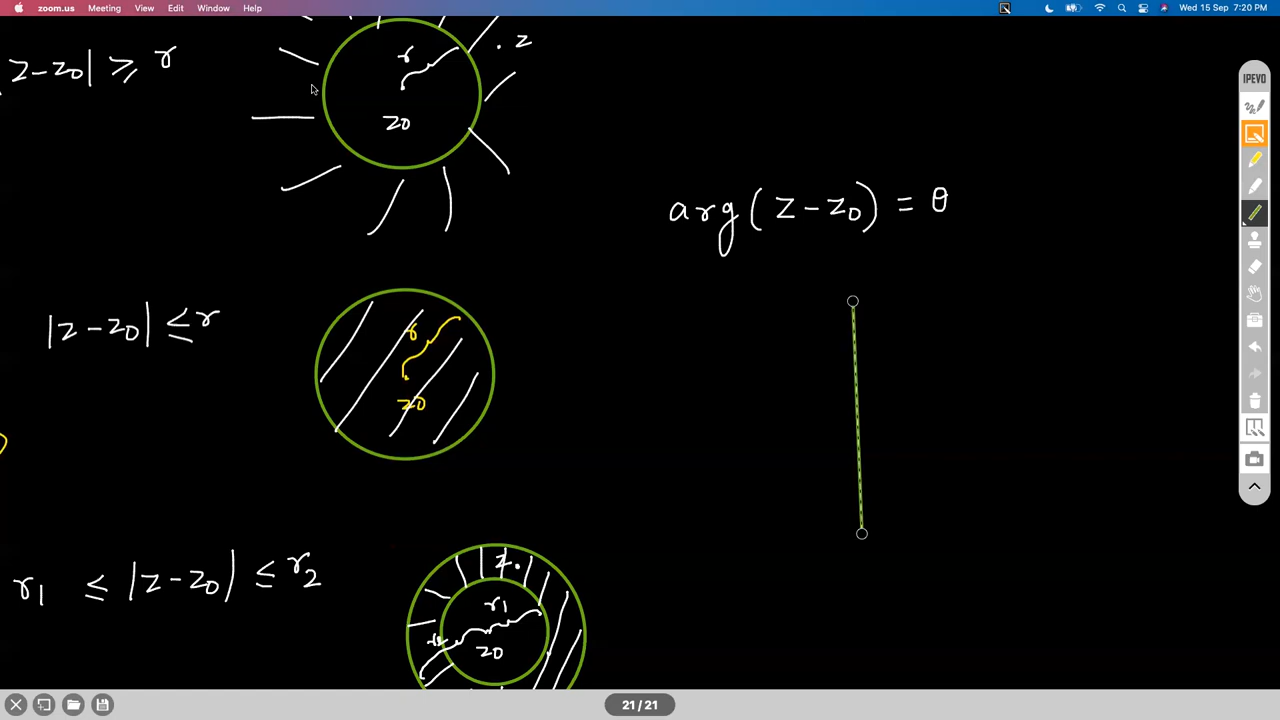 zoom.us Meeting View Edit Window Help Wed 15 Sep 7:20 PM
IPEVO
z-z0| ≥ r
r
z0
. z
arg(z-z0) = θ
|z-z0| ≤ r
r
z0
r1 ≤ |z-z0| ≤ r2
z.
r1
r2
z0
21 / 21